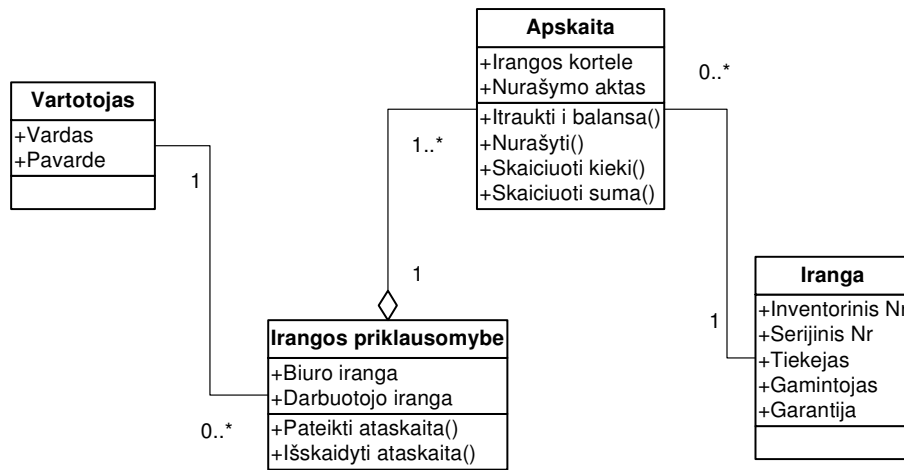 Apskaita
+Irangos kortele
+Nurašymo aktas
+Itraukti i balansa()
+Nurašyti()
+Skaiciuoti kieki()
+Skaiciuoti suma()
0..*
Vartotojas
+Vardas
+Pavarde
1
1..*
1
Irangos priklausomybe
+Biuro iranga
+Darbuotojo iranga
+Pateikti ataskaita()
+Išskaidyti ataskaita()
0..*
1
Iranga
+Inventorinis Nr
+Serijinis Nr
+Tiekejas
+Gamintojas
+Garantija